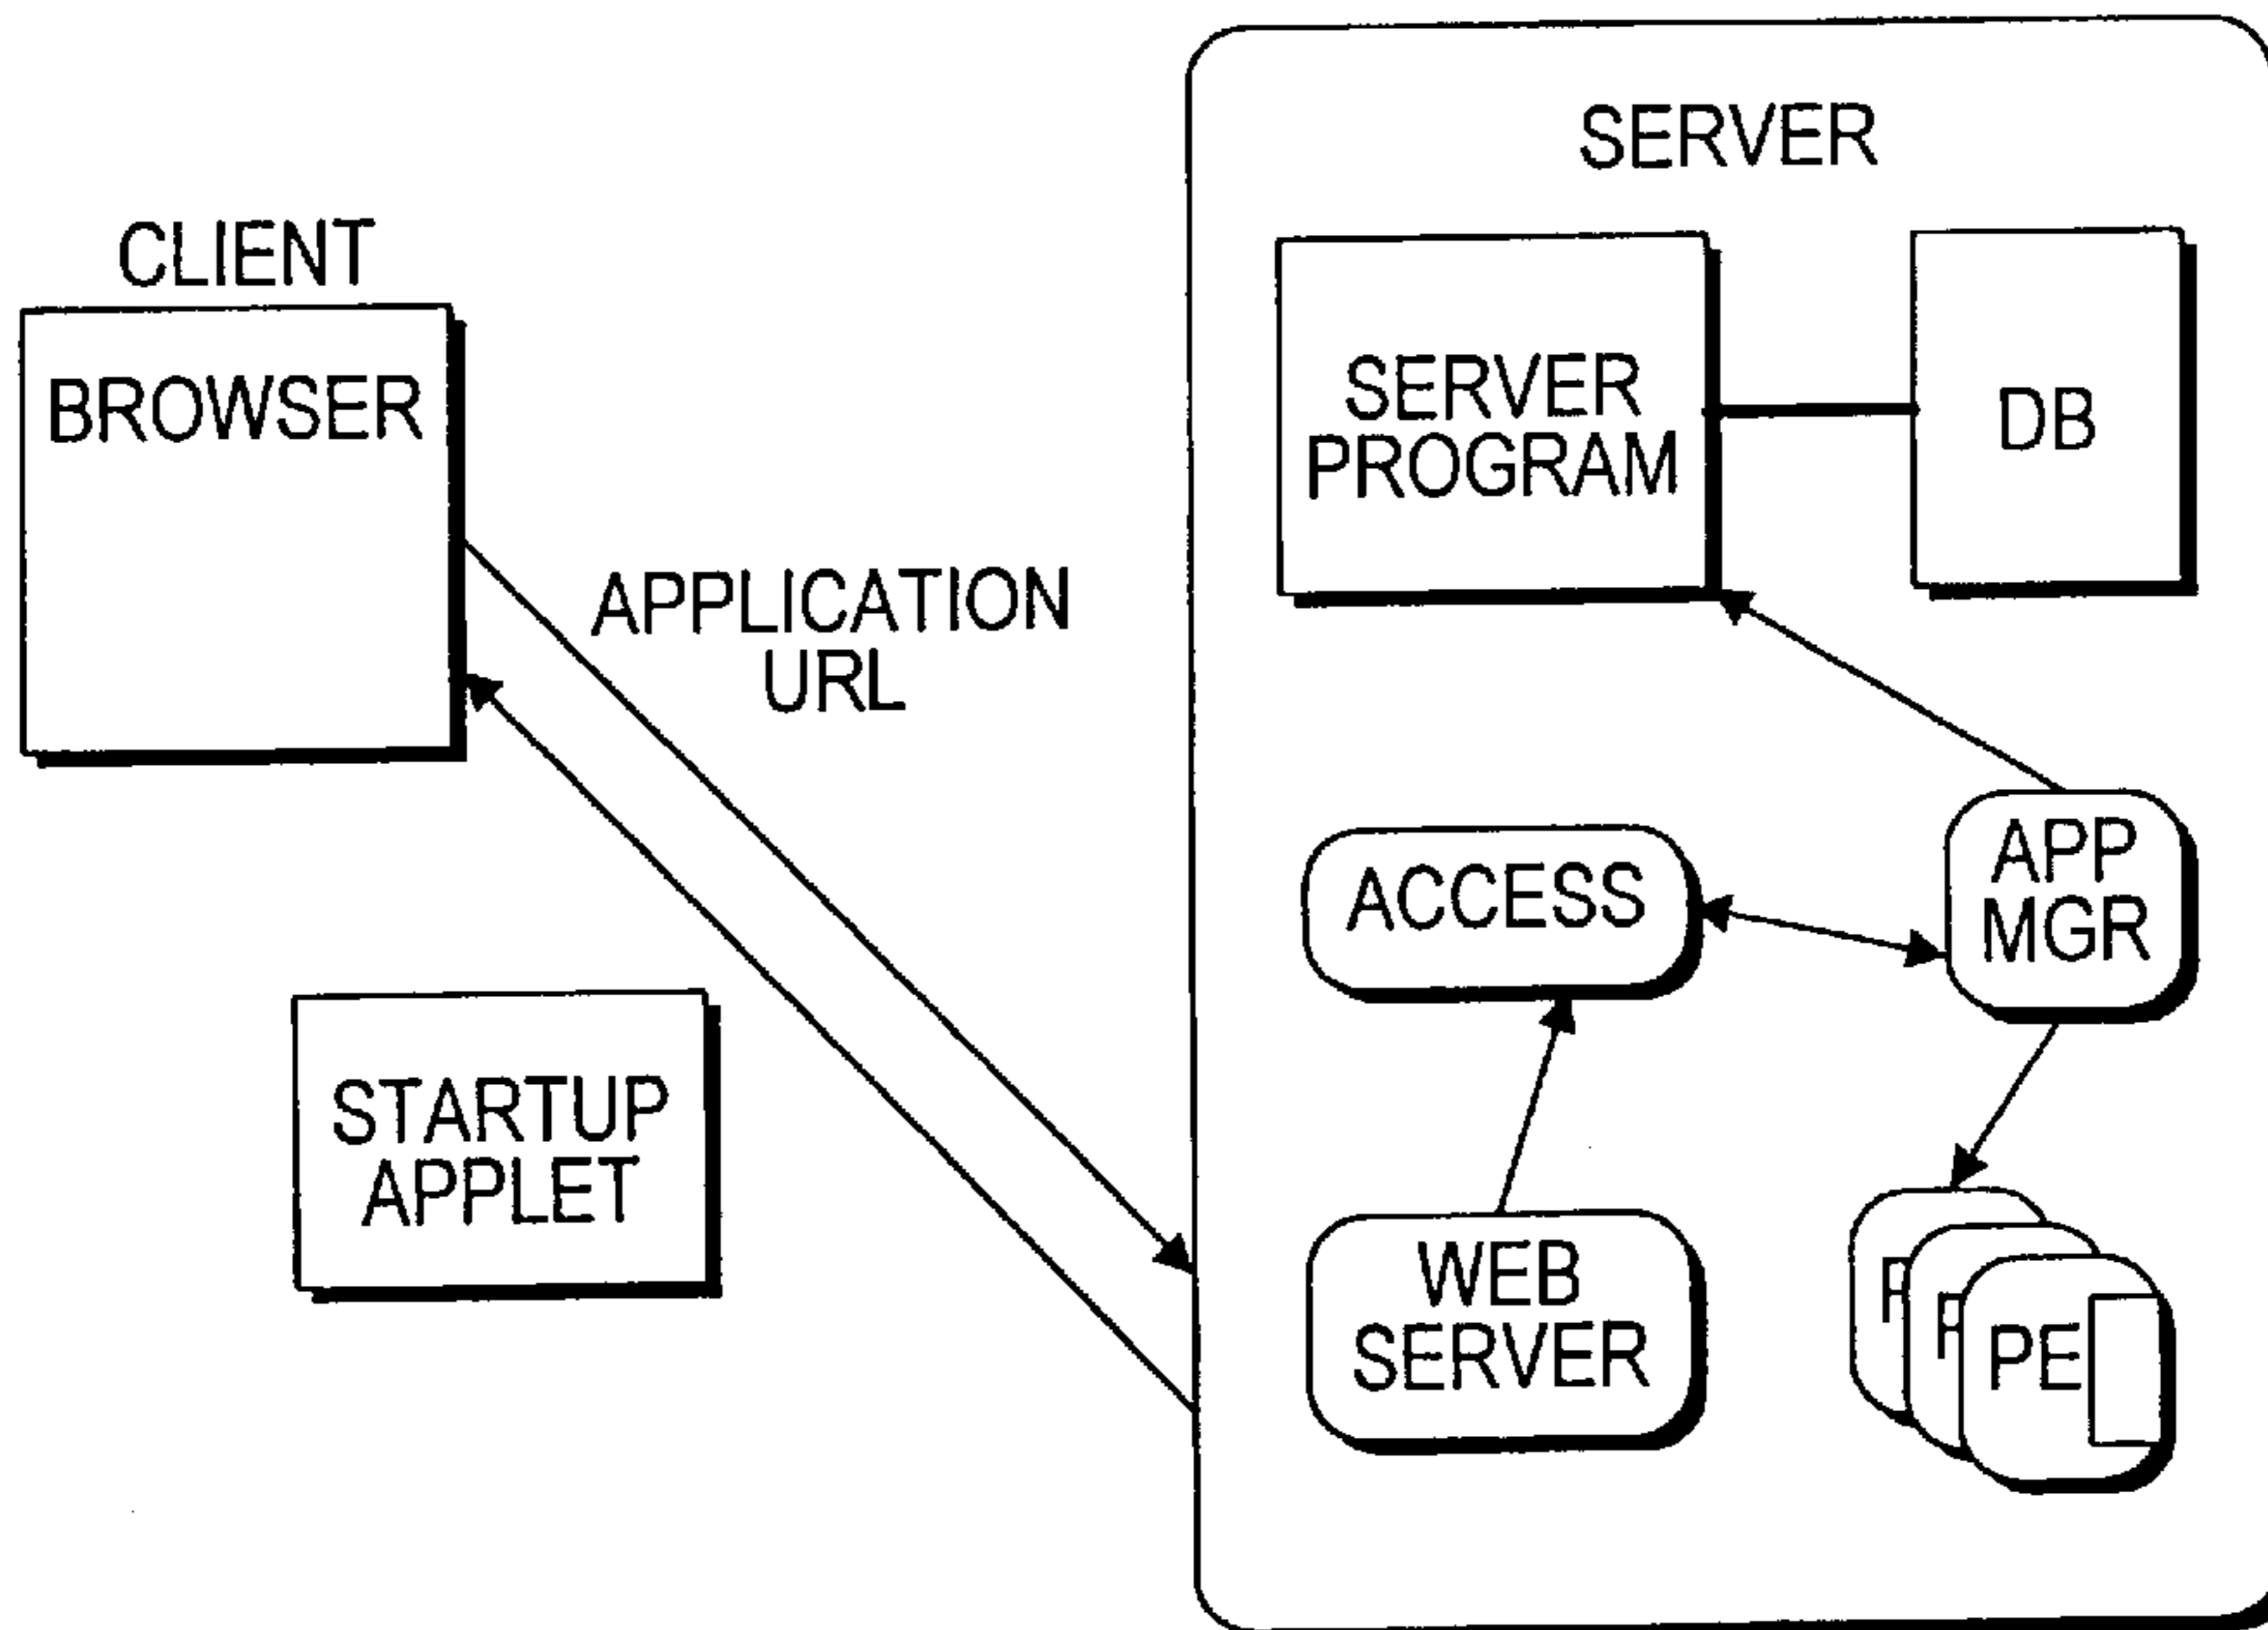 SERVER
CLIENT
BROWSER
SERVER
PROGRAM
DB
APPLICATION
URL
ACCESS
APP
MGR
STARTUP
APPLET
WEB
SERVER
PE